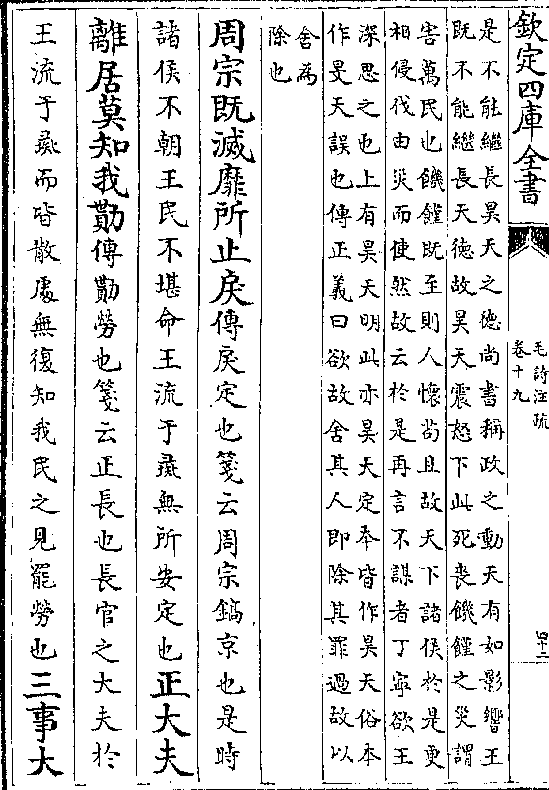 欽定四庫全書
毛詩注疏
卷十九
四十二
是不能繼長昊天之德尚書稱政之動天有如影響王
既不能繼長天德故昊天震怒下此死喪饑饉之災謂
害萬民也饑饉既至則人懷苟且故天下諸侯於是更
相侵伐由災而使然故云於是再言不謀者丁寧欲王
深思之也上有昊天明此亦昊天定本皆作昊天俗本
作旻天誤也傳正義曰欲故舍其人即除其罪過故以
舍為
除也
周宗既滅靡所止戾傳戾定也箋云周宗鎬京也是時
諸侯不朝王民不堪命王流于彘無所安定也正大夫
離居莫知我勩傳勩勞也箋云正長也長官之大夫於
王流于彘而皆散處無復知我民之見罷勞也三事大